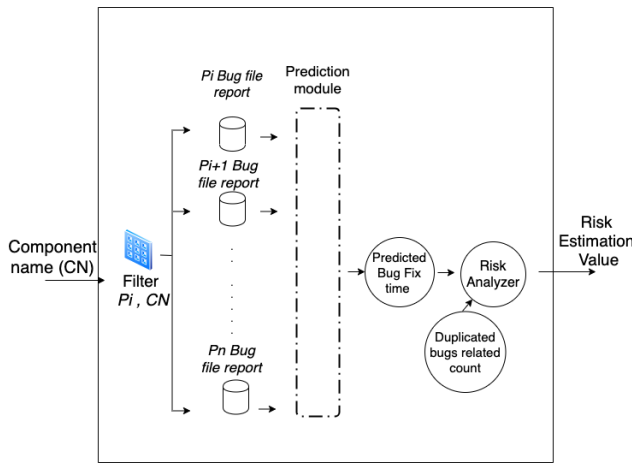 Pi Bug file
report
Prediction
module
Pi+1 Bug
file report
Component
name (CN)
Filter
Pi , CN
Pn Bug
file report
Predicted
Bug Fix
time
Risk
Analyzer
Duplicated
bugs related
count
Risk
Estimation
Value